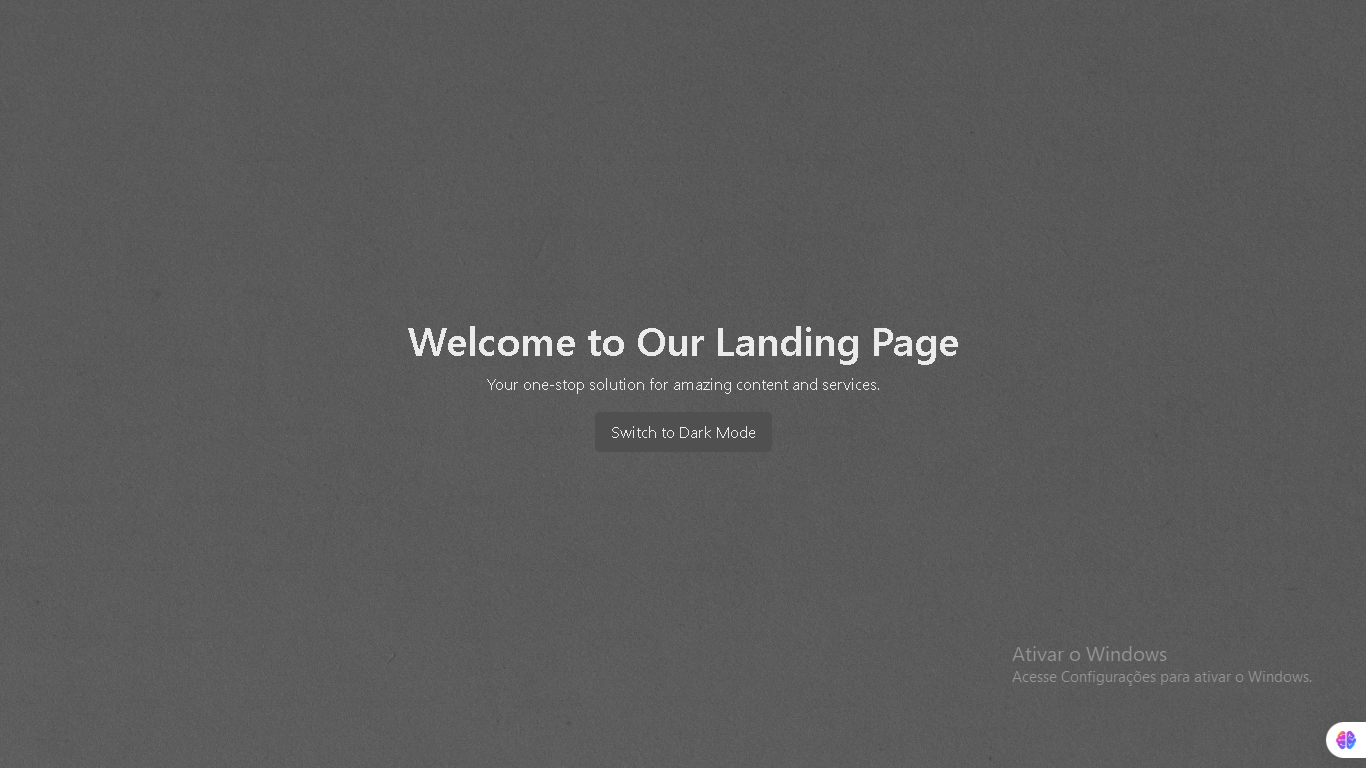 Welcome to Our Landing Page
Your one-stop solution for amazing content and services.
Switch to Dark Mode
Ativar o Windows
Acesse Configurações para ativar o Windows.